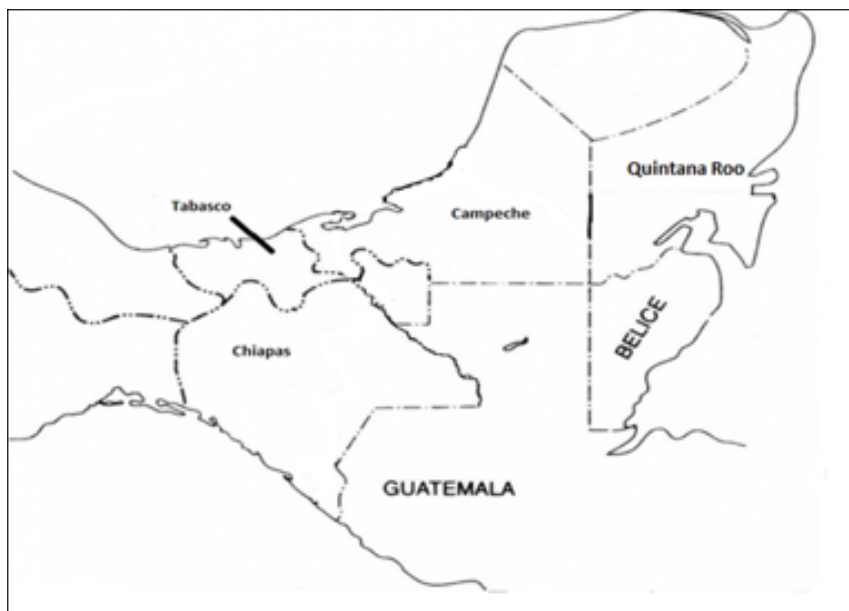 Quintana Roo
Tabasco
Campeche
BELICE
Chiapas
GUATEMALA